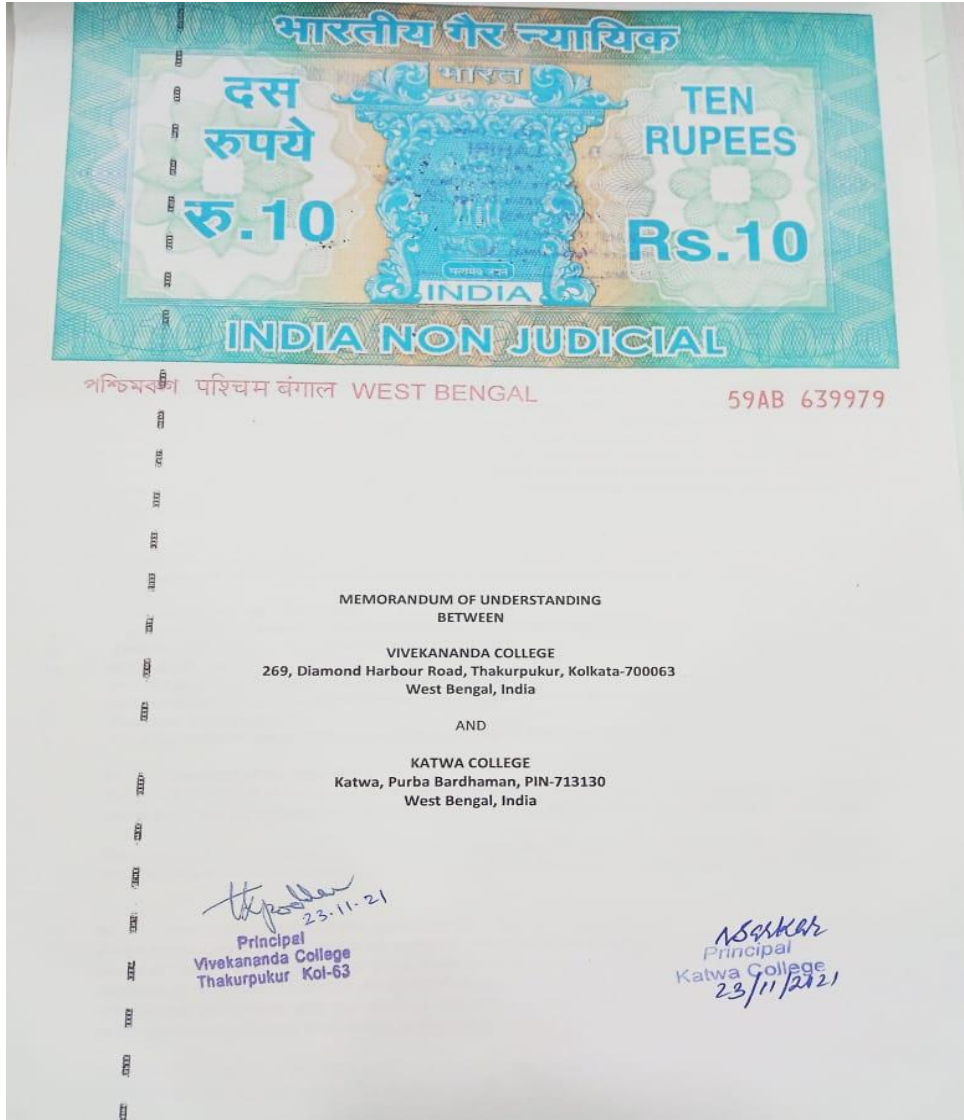 भारतीय गैर न्यायिक
भारत
दस
रुपये
रु.10
TEN
RUPEES
Rs.10
INDIA
INDIA NON JUDICIAL
पश्चिम बंगाल WEST BENGAL
59AB 639979
MEMORANDUM OF UNDERSTANDING
BETWEEN
VIVEKANANDA COLLEGE
269, Diamond Harbour Road, Thakurpukur, Kolkata-700063
West Bengal, India
AND
KATWA COLLEGE
Katwa, Purba Bardhaman, PIN-713130
West Bengal, India
23.11.21
Principal
Vivekananda College
Thakurpukur Kol-63
NSarkar
Principal
Katwa College
23/11/2021